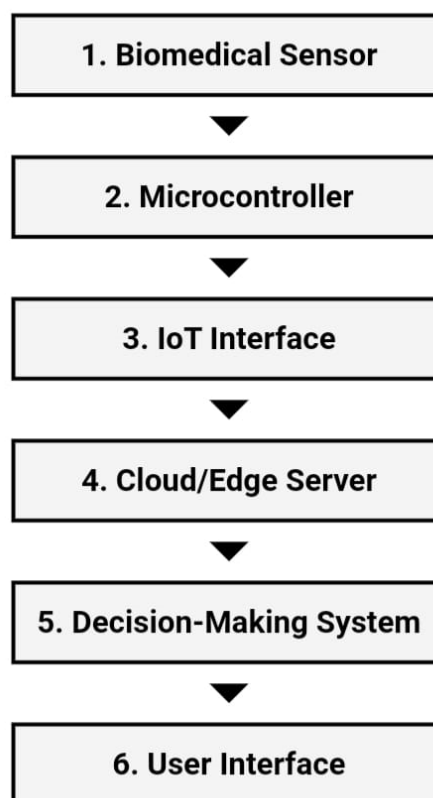 1. Biomedical Sensor
2. Microcontroller
3. IoT Interface
4. Cloud/Edge Server
5. Decision-Making System
6. User Interface